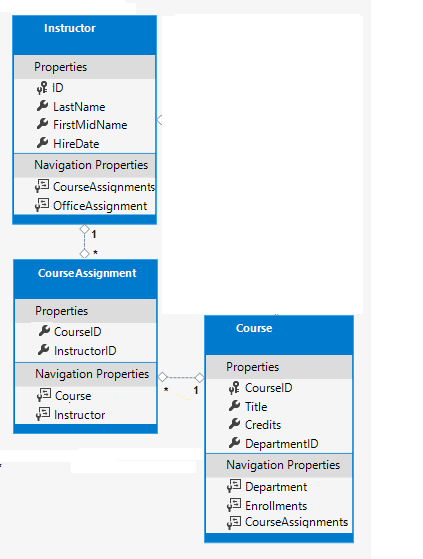 Instructor
Properties
ID
LastName
FirstMidName
HireDate
Navigation Properties
CourseAssignments
OfficeAssignment
1
*
CourseAssignment
Properties
CourseID
InstructorID
Navigation Properties
Course
Instructor
* 1
Course
Properties
CourseID
Title
Credits
DepartmentID
Navigation Properties
Department
Enrollments
CourseAssignments
*